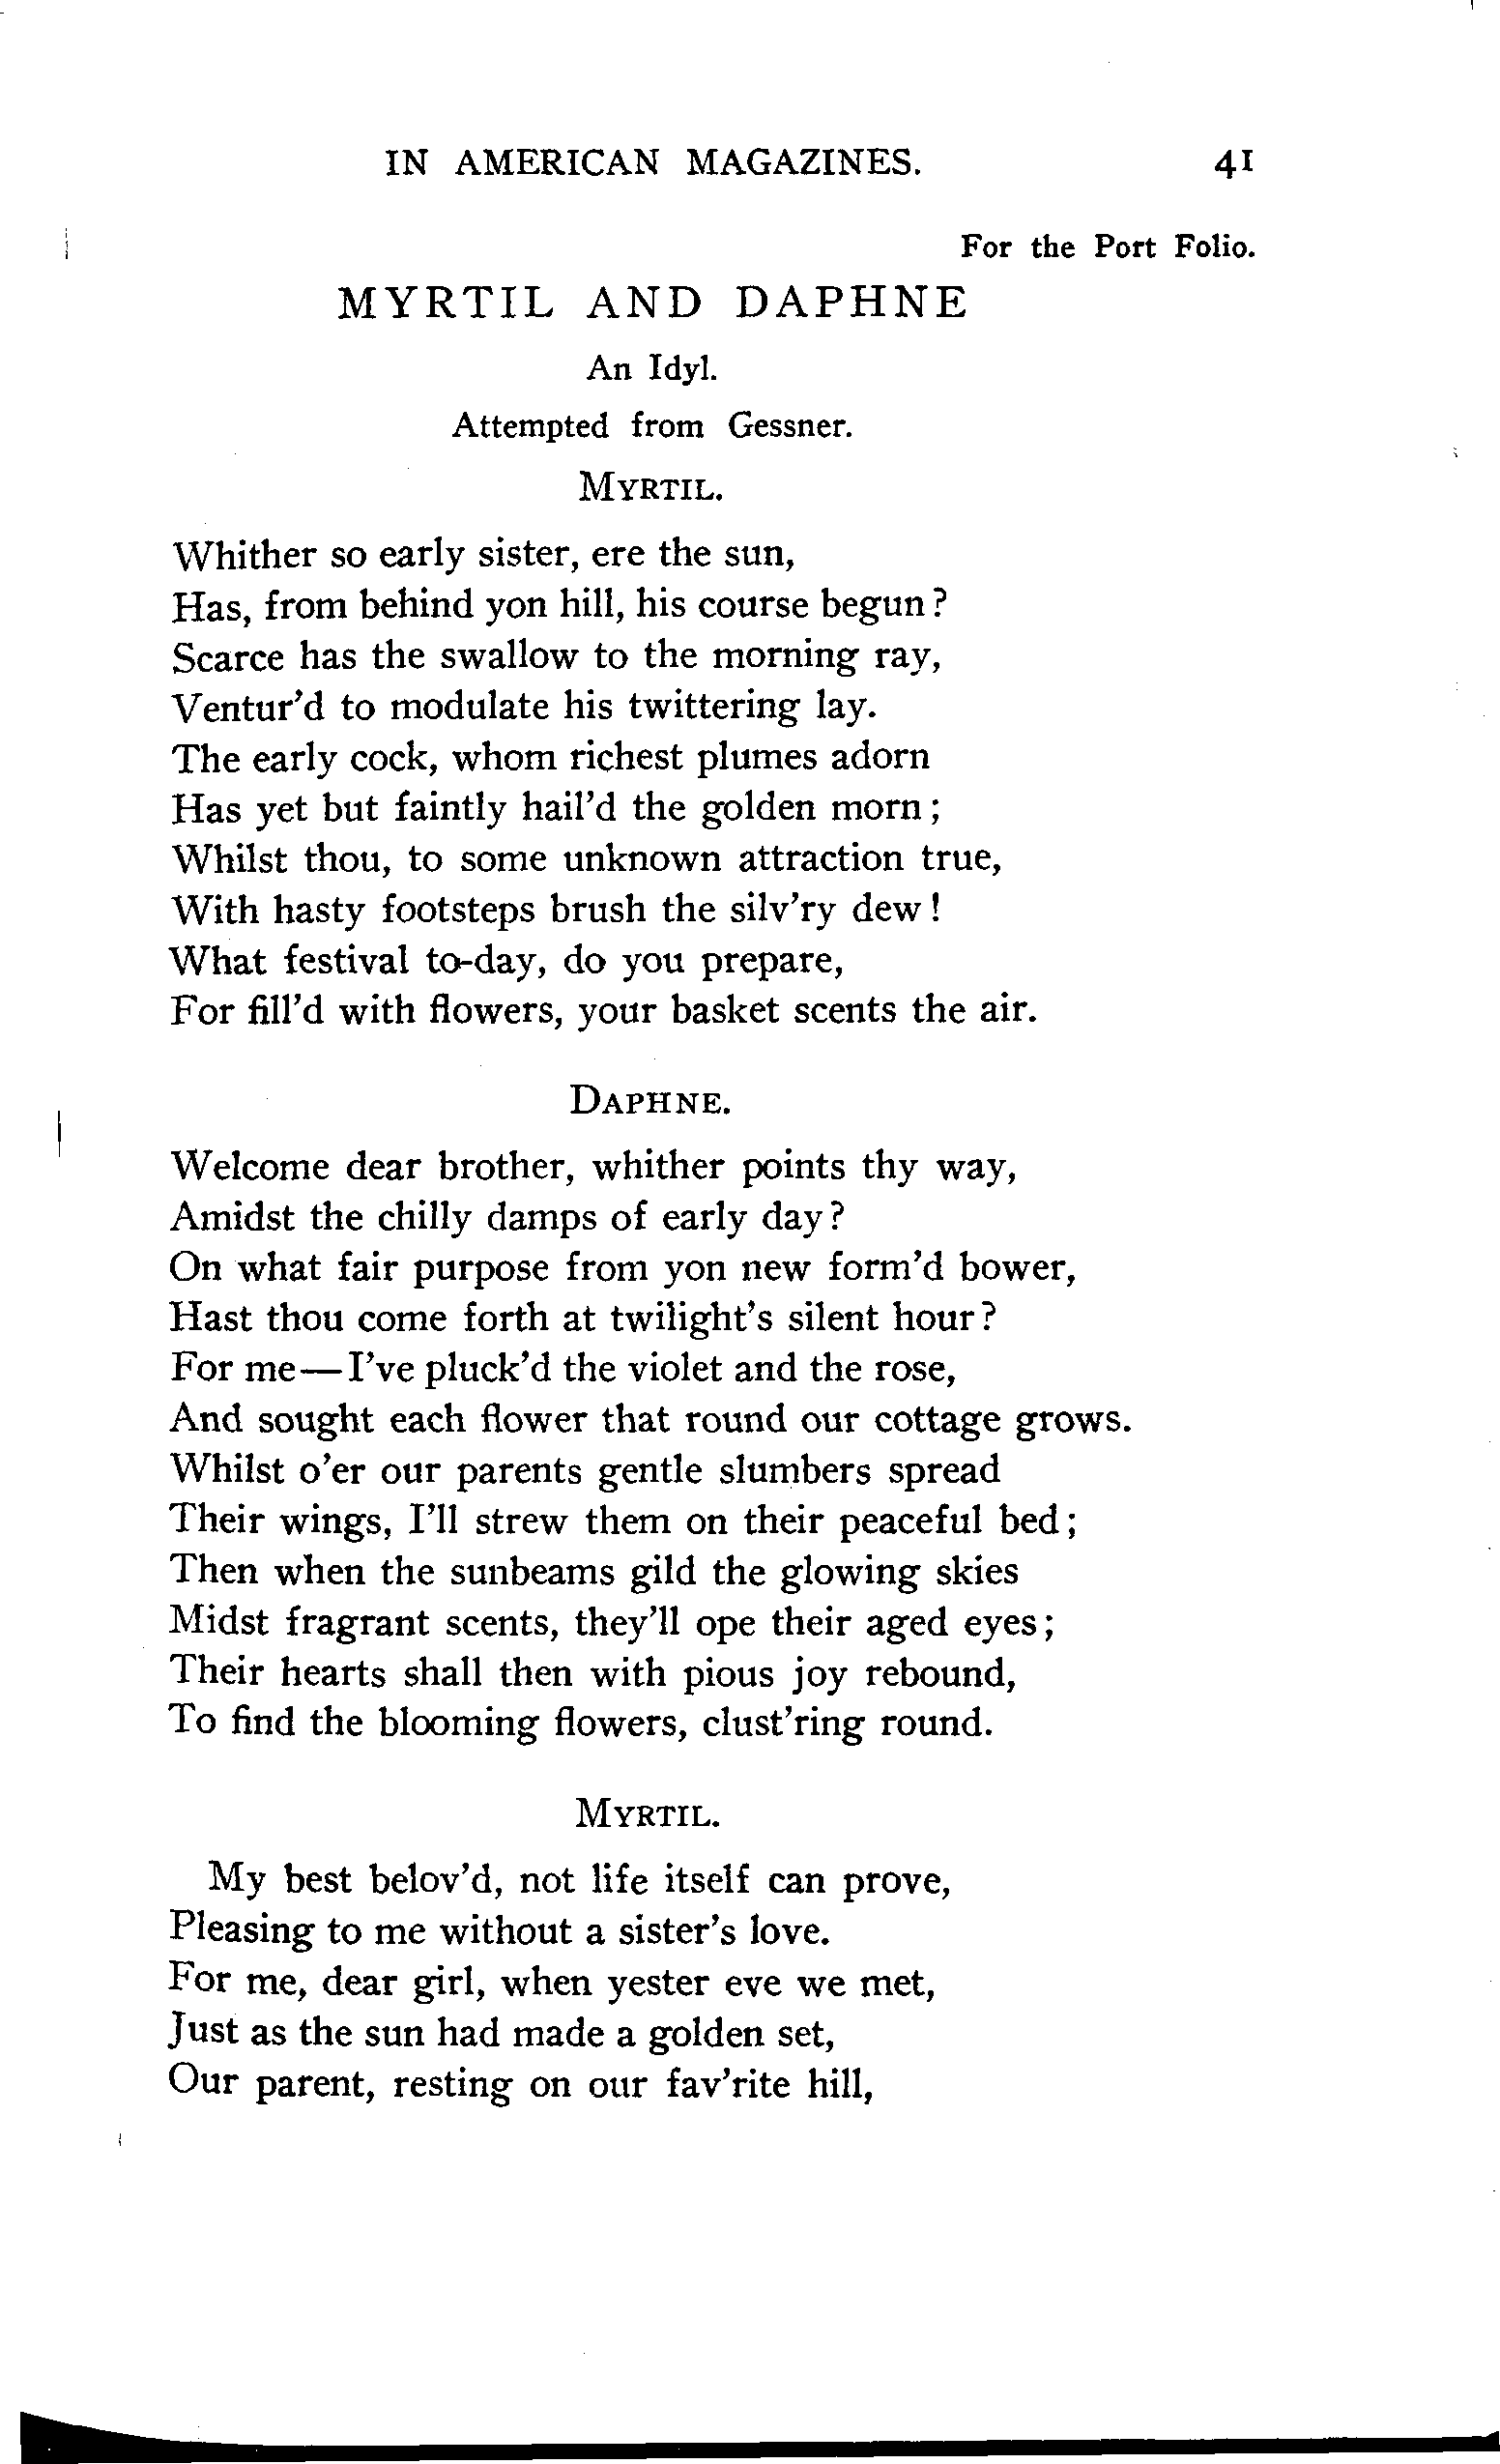 IN AMERICAN MAGAZINES. 41
For the Port Folio.
MYRTIL AND DAPHNE
An Idyl.
Attempted from Gessner.
MYRTIL.
Whither so early sister, ere the sun,
Has, from behind yon hill, his course begun?
Scarce has the swallow to the morning ray,
Ventur'd to modulate his twittering lay.
The early cock, whom richest plumes adorn
Has yet but faintly hail'd the golden morn;
Whilst thou, to some unknown attraction true,
With hasty footsteps brush the silv'ry dew!
What festival to-day, do you prepare,
For fill'd with flowers, your basket scents the air.
DAPHNE.
Welcome dear brother, whither points thy way,
Amidst the chilly damps of early day?
On what fair purpose from yon new form'd bower,
Hast thou come forth at twilight's silent hour?
For me—I've pluck'd the violet and the rose,
And sought each flower that round our cottage grows.
Whilst o'er our parents gentle slumbers spread
Their wings, I'll strew them on their peaceful bed;
Then when the sunbeams gild the glowing skies
Midst fragrant scents, they'll ope their aged eyes;
Their hearts shall then with pious joy rebound,
To find the blooming flowers, clust'ring round.
MYRTIL.
My best belov'd, not life itself can prove,
Pleasing to me without a sister's love.
For me, dear girl, when yester eve we met,
Just as the sun had made a golden set,
Our parent, resting on our fav'rite hill,